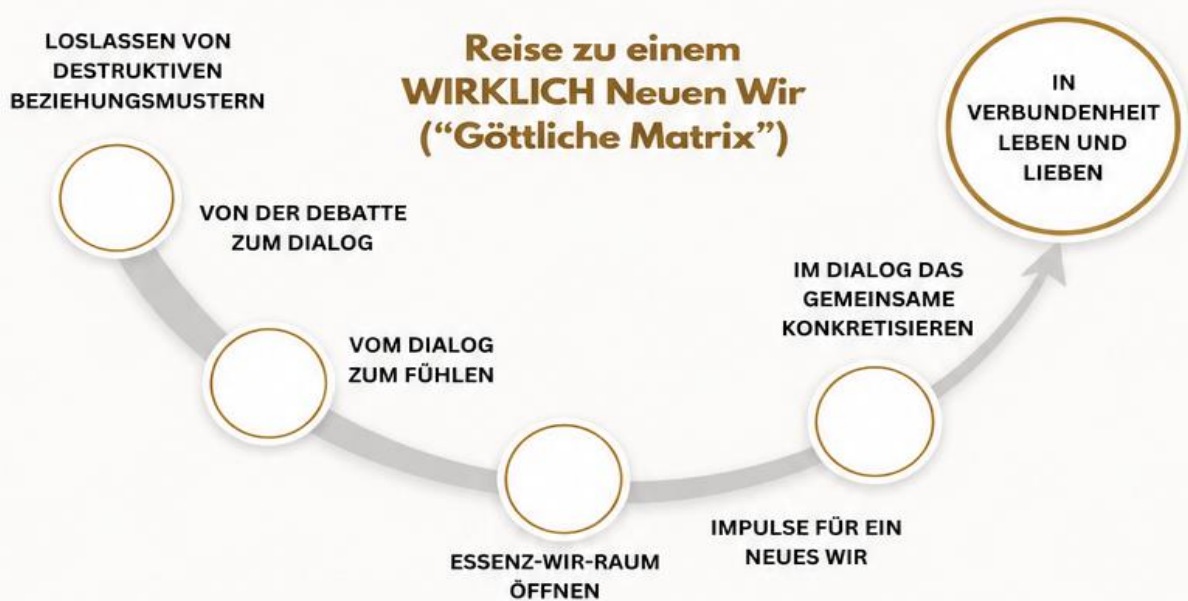 Reise zu einem
WIRKLICH Neuen Wir
(“Göttliche Matrix”)
LOSLASSEN VON
DESTRUKTIVEN
BEZIEHUNGSMUSTERN
VON DER DEBATTE
ZUM DIALOG
VOM DIALOG
ZUM FÜHLEN
ESSENZ-WIR-RAUM
ÖFFNEN
IMPULSE FÜR EIN
NEUES WIR
IM DIALOG DAS
GEMEINSAME
KONKRETISIEREN
IN
VERBUNDENHEIT
LEBEN UND
LIEBEN